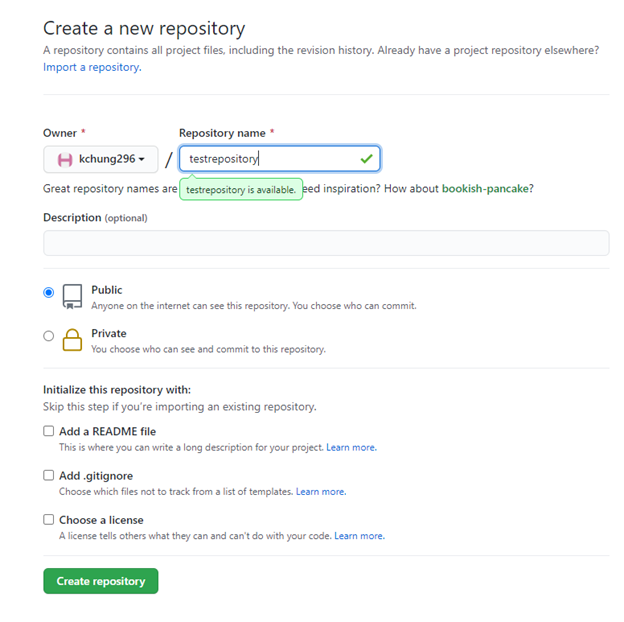 Create a new repository
A repository contains all project files, including the revision history. Already have a project repository elsewhere?
Import a repository.
Owner *
Repository name *
kchung296
/
testrepository
Great repository names are
testrepository is available.
eed inspiration? How about bookish-pancake?
Description (optional)
Public
Anyone on the internet can see this repository. You choose who can commit.
Private
You choose who can see and commit to this repository.
Initialize this repository with:
Skip this step if you're importing an existing repository.
Add a README file
This is where you can write a long description for your project. Learn more.
Add .gitignore
Choose which files not to track from a list of templates. Learn more.
Choose a license
A license tells others what they can and can't do with your code. Learn more.
Create repository